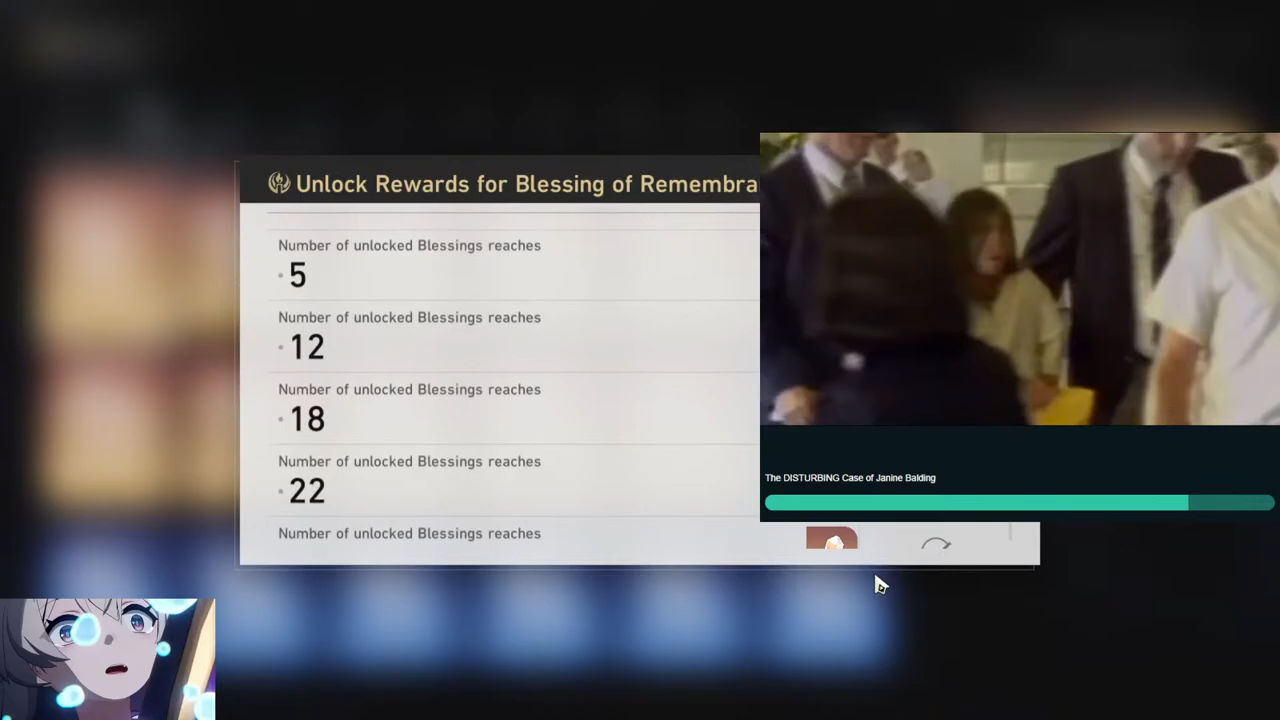 Unlock Rewards for Blessing of Remembra
Number of unlocked Blessings reaches
5
Number of unlocked Blessings reaches
12
Number of unlocked Blessings reaches
18
Number of unlocked Blessings reaches
22
Number of unlocked Blessings reaches
The DISTURBING Case of Janine Balding